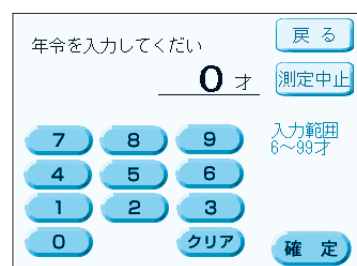 戻 る
年令を入力してくだい
0 才
測定中止
入力範囲
6～99才
7 8 9
4 5 6
1 2 3
0 クリア
確 定